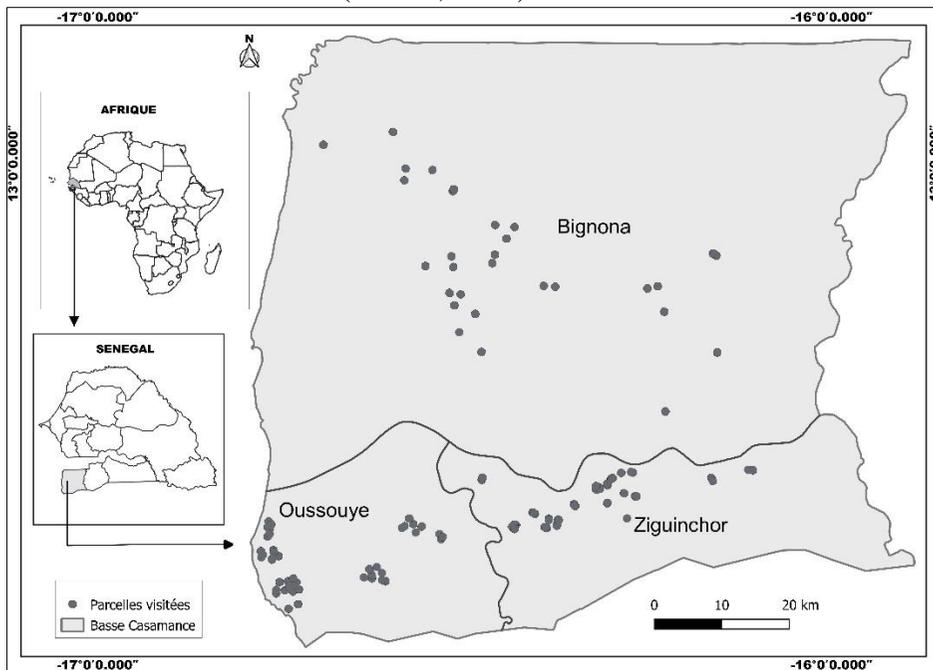 -17°0′0.000″
-16°0′0.000″
N
AFRIQUE
13°0′0.000″
Bignona
SENEGAL
Oussouye
Ziguinchor
Parcelles visitées
Basse Casamance
0 10 20 km
-17°0′0.000″
-16°0′0.000″